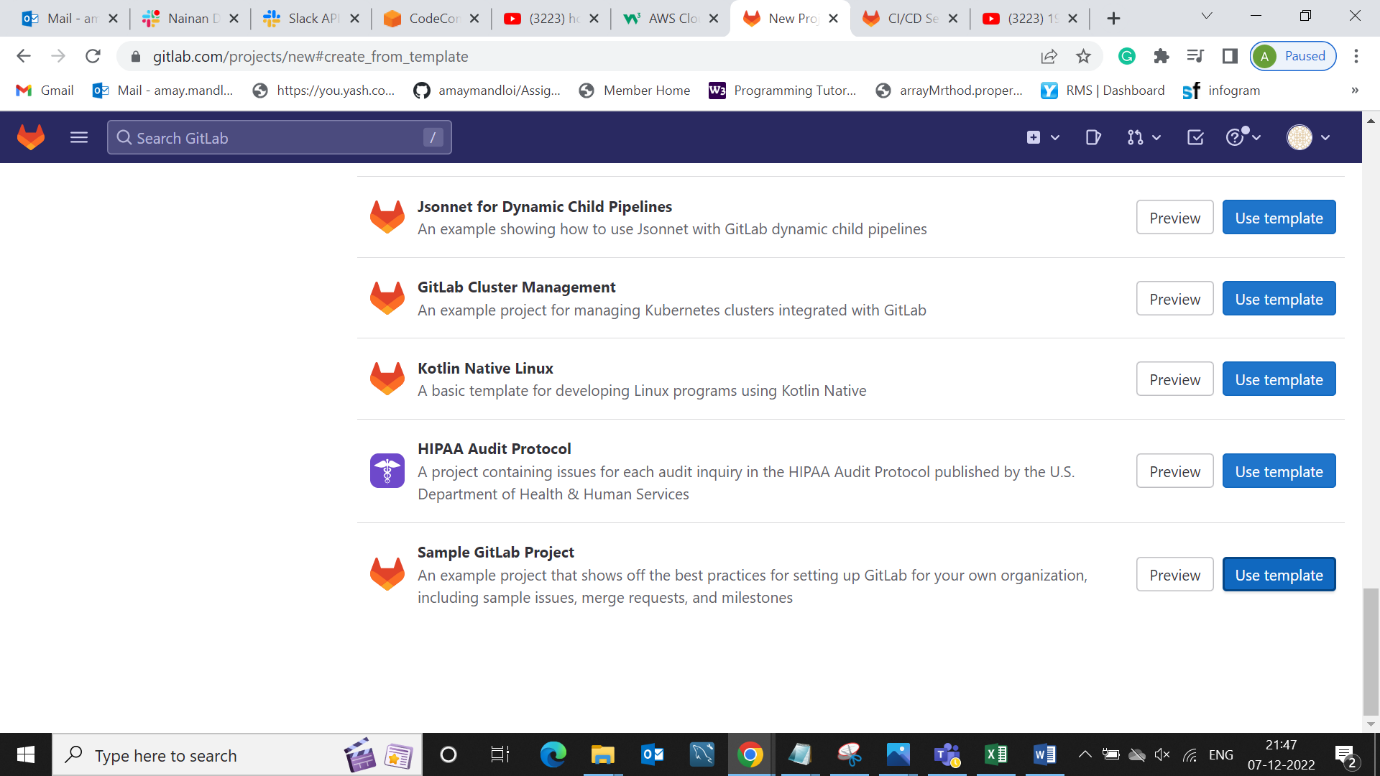 Mail - an
Nainan D
Slack API
CodeCon
(3223) h
AWS Clo
New Pro
CI/CD Se
(3223) 19
gitlab.com/projects/new#create_from_template
A
Paused
Gmail
Mail - amay.mandl...
https://you.yash.co...
amaymandloi/Assig...
Member Home
Programming Tutor...
arrayMrthod.proper...
RMS | Dashboard
infogram
»
Search GitLab
/
Jsonnet for Dynamic Child Pipelines
An example showing how to use Jsonnet with GitLab dynamic child pipelines
Preview
Use template
GitLab Cluster Management
An example project for managing Kubernetes clusters integrated with GitLab
Preview
Use template
Kotlin Native Linux
A basic template for developing Linux programs using Kotlin Native
Preview
Use template
HIPAA Audit Protocol
A project containing issues for each audit inquiry in the HIPAA Audit Protocol published by the U.S.
Department of Health & Human Services
Preview
Use template
Sample GitLab Project
An example project that shows off the best practices for setting up GitLab for your own organization,
including sample issues, merge requests, and milestones
Preview
Use template
Type here to search
ENG
21:47
07-12-2022
2